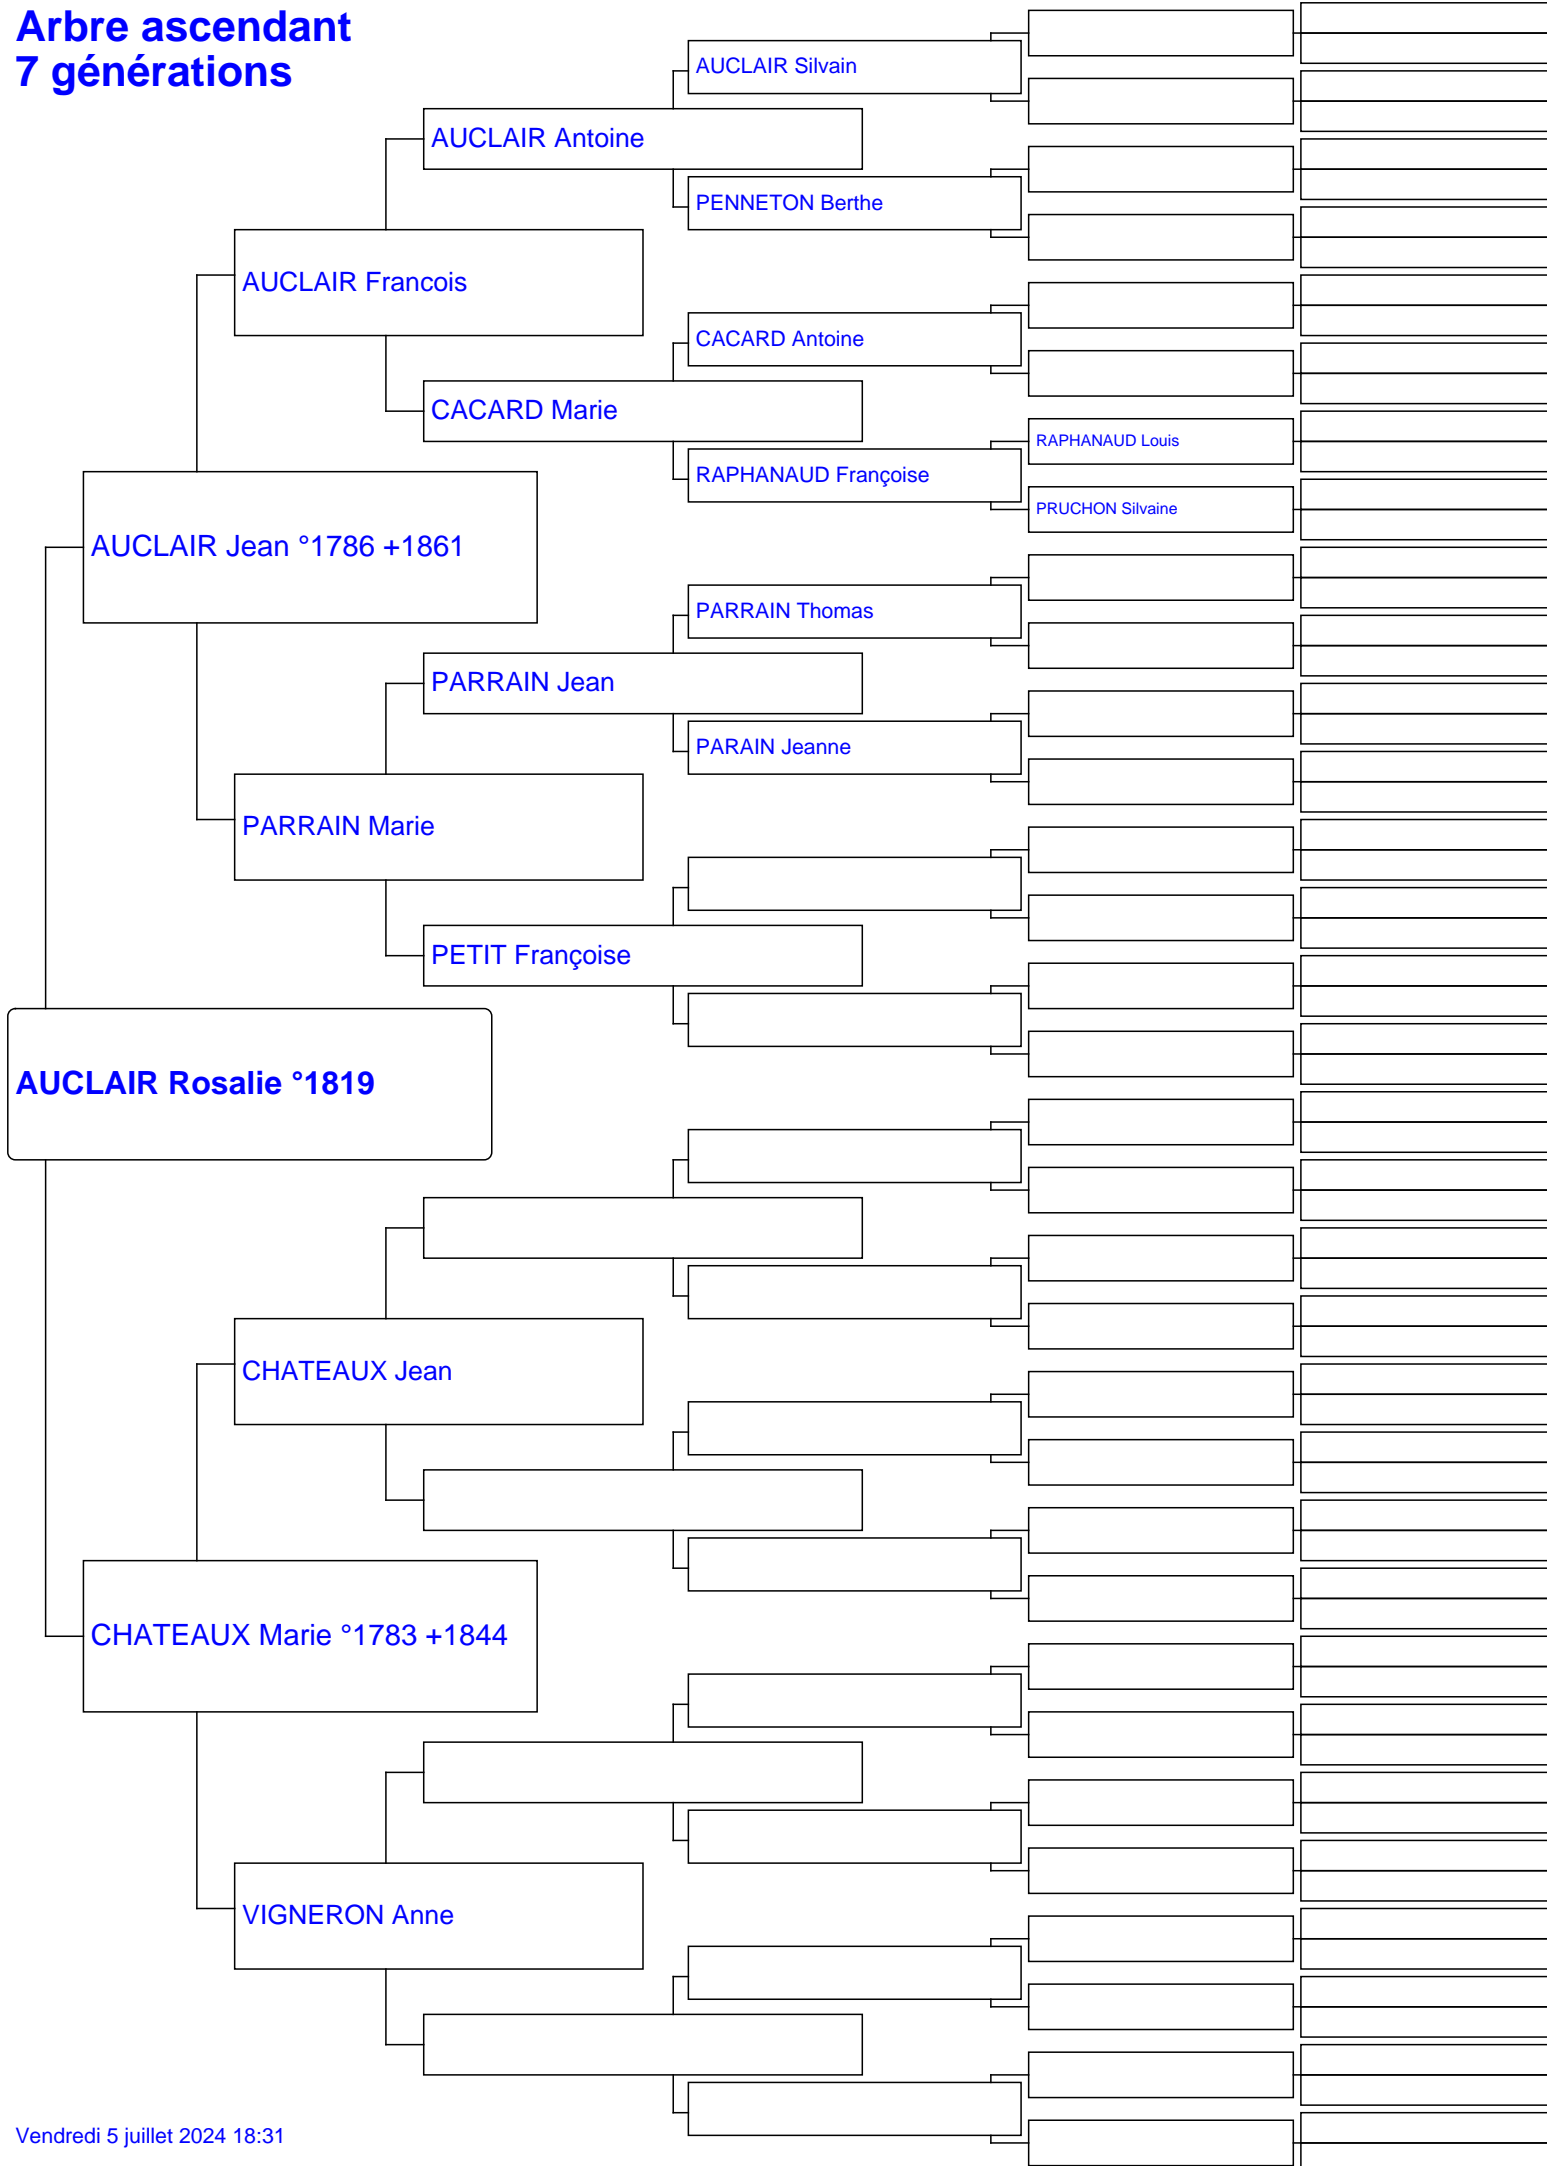 Arbre ascendant
7 générations
AUCLAIR Silvain
AUCLAIR Antoine
PENNETON Berthe
AUCLAIR Francois
CACARD Antoine
CACARD Marie
RAPHANAUD Louis
RAPHANAUD Françoise
PRUCHON Silvaine
AUCLAIR Jean °1786 +1861
PARRAIN Thomas
PARRAIN Jean
PARAIN Jeanne
PARRAIN Marie
PETIT Françoise
AUCLAIR Rosalie °1819
CHATEAUX Jean
CHATEAUX Marie °1783 +1844
VIGNERON Anne
Vendredi 5 juillet 2024 18:31